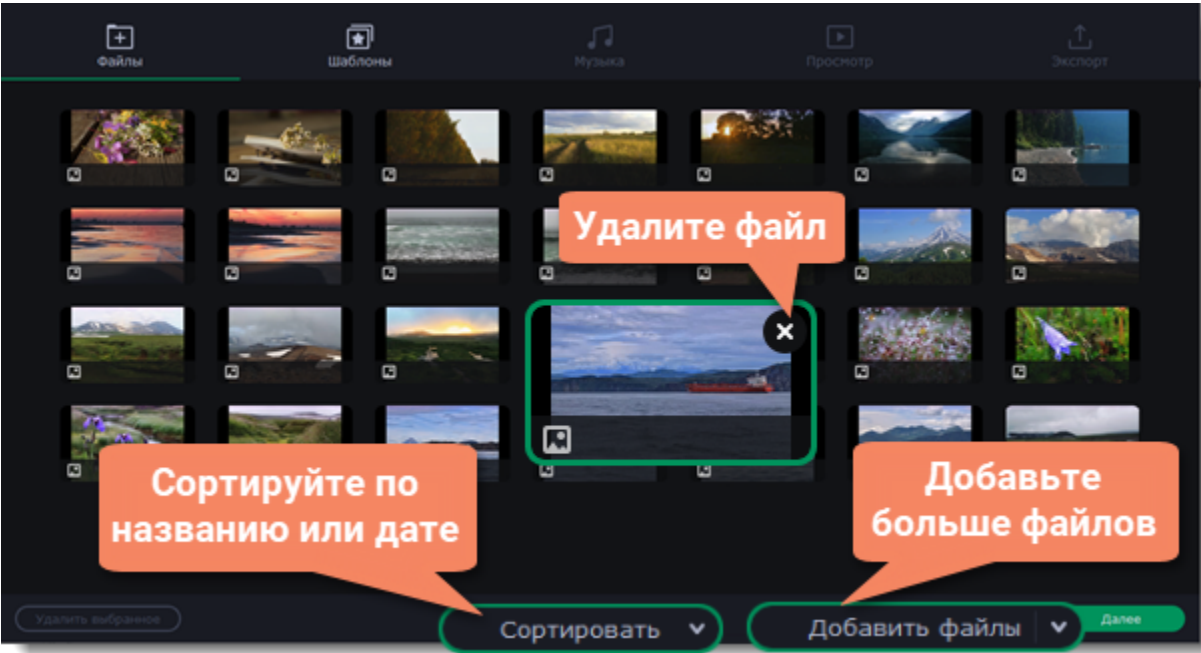 Файлы
Шаблоны
Музыка
Просмотр
Экспорт
Удалите файл
Сортируйте по
названию или дате
Добавьте
больше файлов
Удалить выбранное
Сортировать
Добавить файлы
Далее